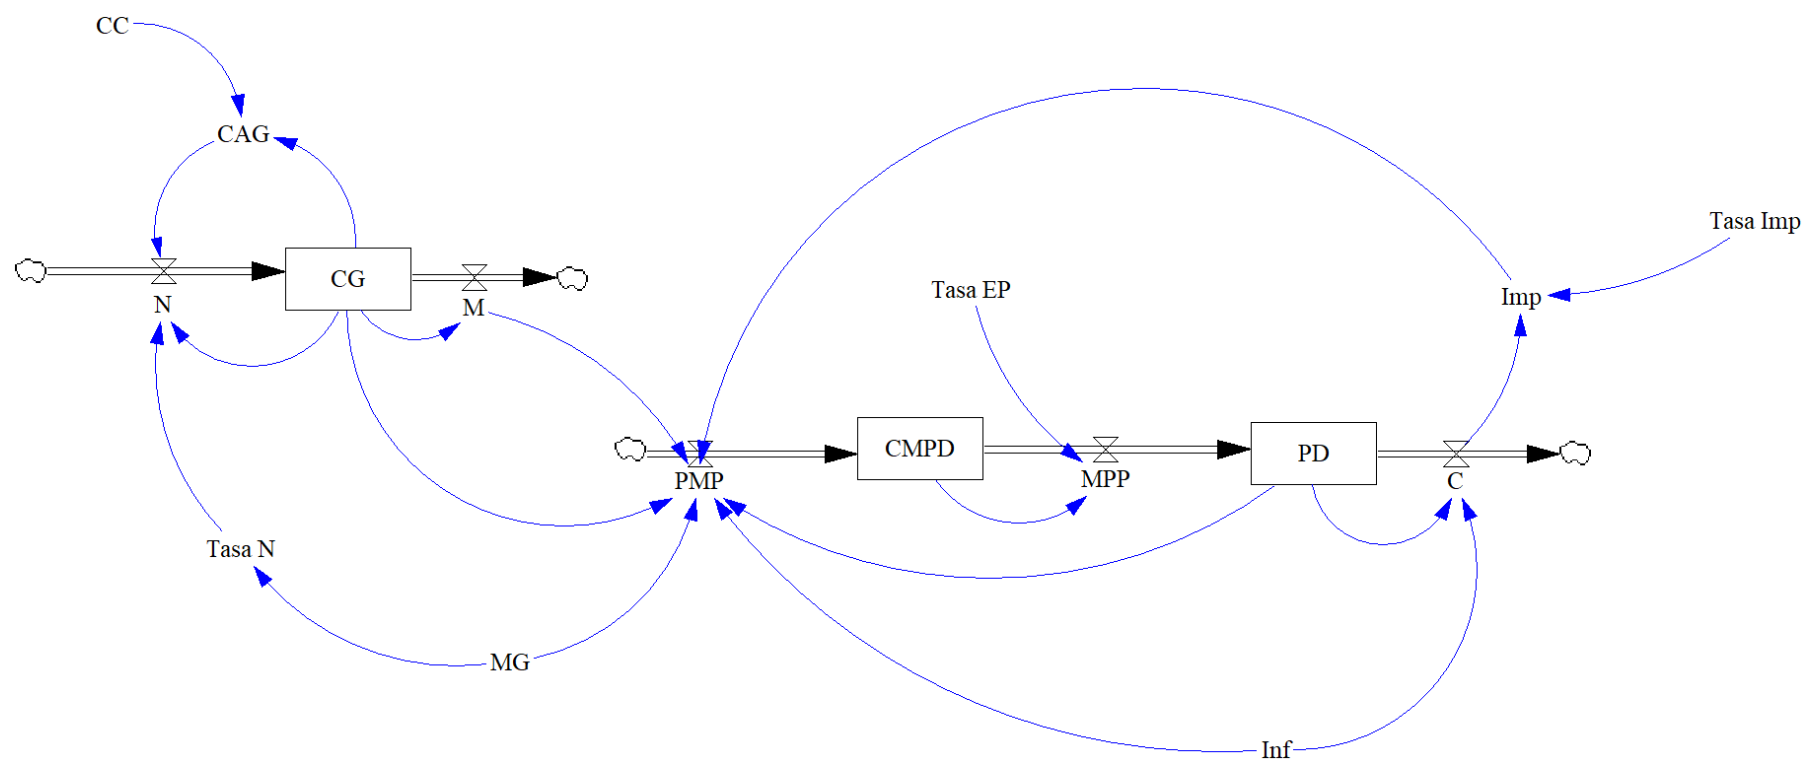 CC
CAG
Tasa Imp
CG
Tasa EP
Imp
N
M
CMPD
PD
PMP
MPP
C
Tasa N
MG
Inf